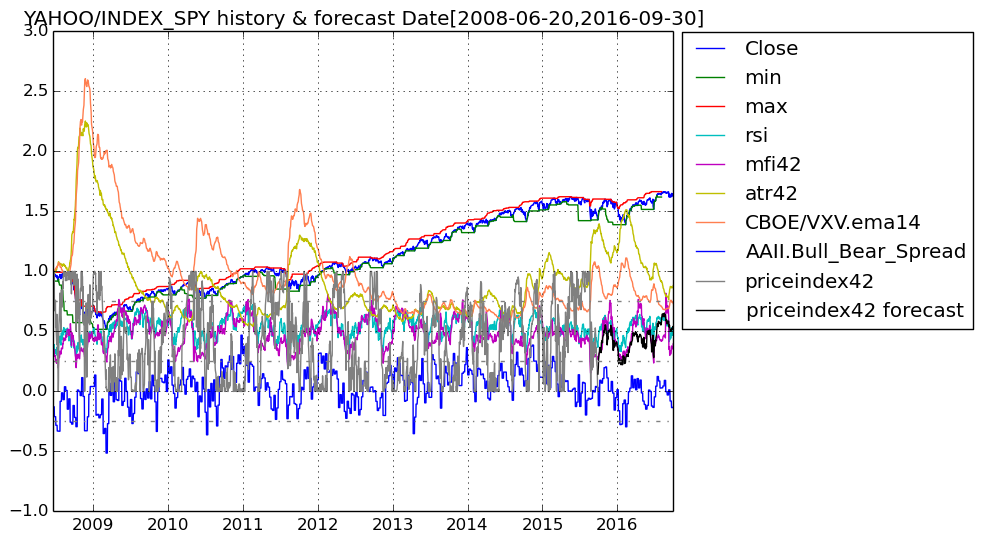 YAHOO/INDEX_SPY history & forecast Date[2008-06-20,2016-09-30]
3.0
2.5
2.0
1.5
1.0
0.5
0.0
−0.5
−1.0
2009 2010 2011 2012 2013 2014 2015 2016
Close
min
max
rsi
mfi42
atr42
CBOE/VXV.ema14
AAII.Bull_Bear_Spread
priceindex42
priceindex42 forecast